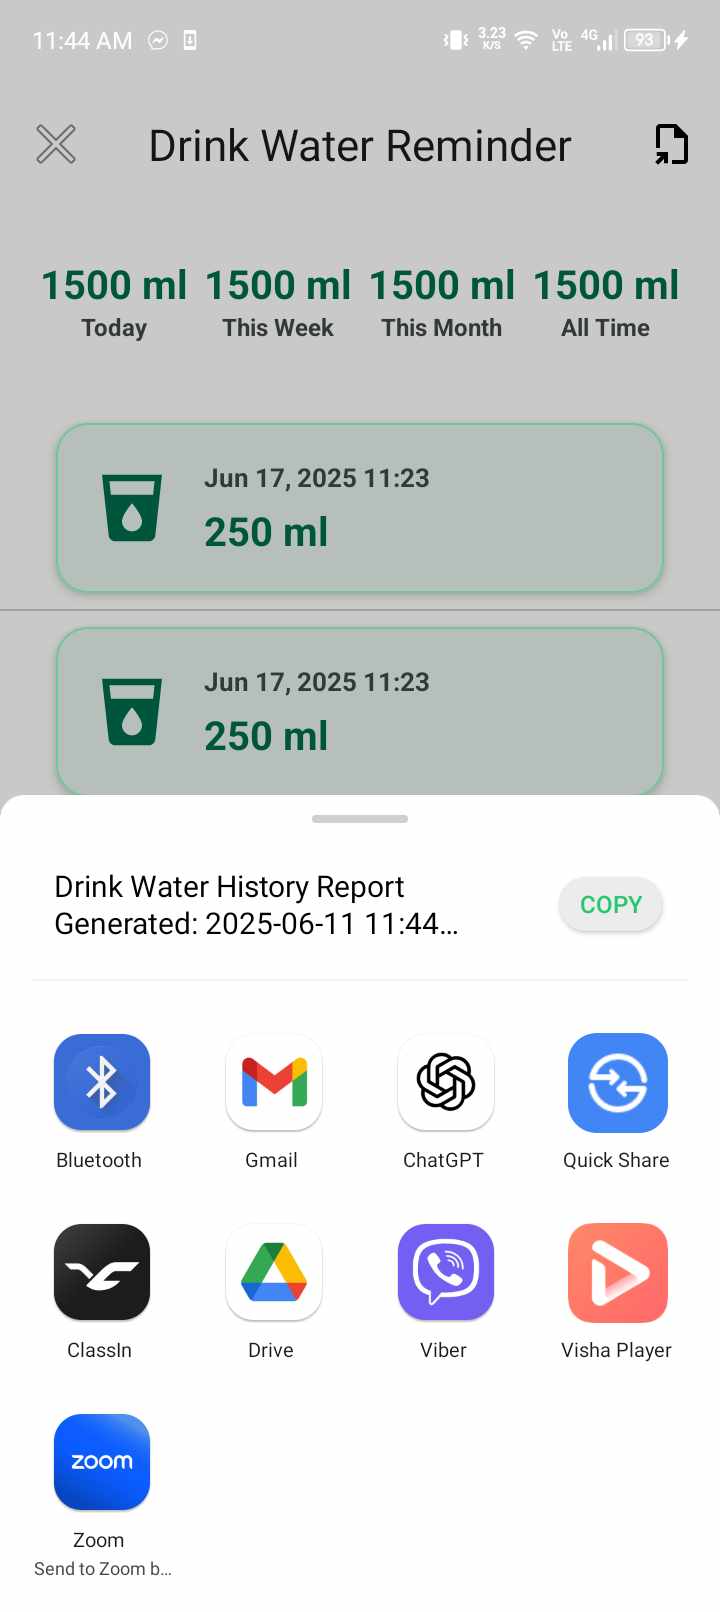 11:44 AM
3.23 K/S
Vo LTE
4G
93
Drink Water Reminder
1500 ml 1500 ml 1500 ml 1500 ml
Today This Week This Month All Time
Jun 17, 2025 11:23
250 ml
Jun 17, 2025 11:23
250 ml
Drink Water History Report
Generated: 2025-06-11 11:44...
COPY
Bluetooth Gmail ChatGPT Quick Share
ClassIn Drive Viber Visha Player
zoom
Zoom
Send to Zoom b...